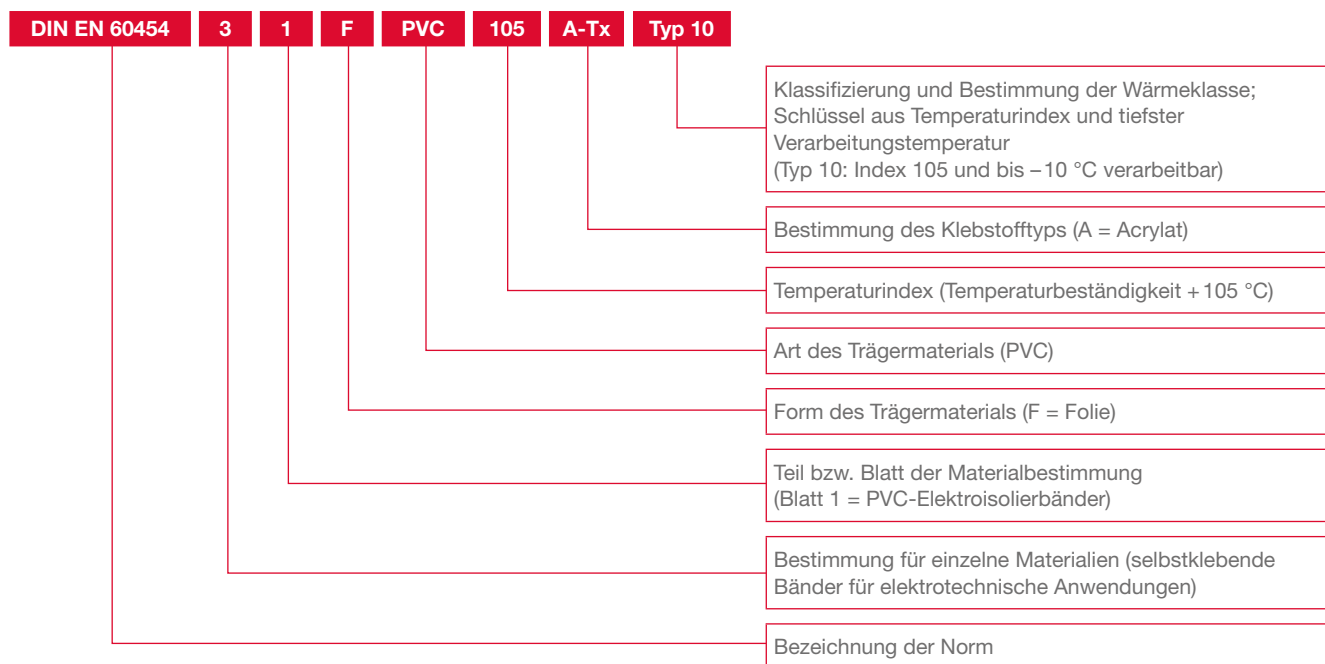 DIN EN 60454 3 1 F PVC 105 A-Tx Typ 10
Klassifizierung und Bestimmung der Wärmeklasse;
Schlüssel aus Temperaturindex und tiefster
Verarbeitungstemperatur
(Typ 10: Index 105 und bis –10 °C verarbeitbar)
Bestimmung des Klebstofftyps (A = Acrylat)
Temperaturindex (Temperaturbeständigkeit +105 °C)
Art des Trägermaterials (PVC)
Form des Trägermaterials (F = Folie)
Teil bzw. Blatt der Materialbestimmung
(Blatt 1 = PVC-Elektroisolierbänder)
Bestimmung für einzelne Materialien (selbstklebende
Bänder für elektrotechnische Anwendungen)
Bezeichnung der Norm